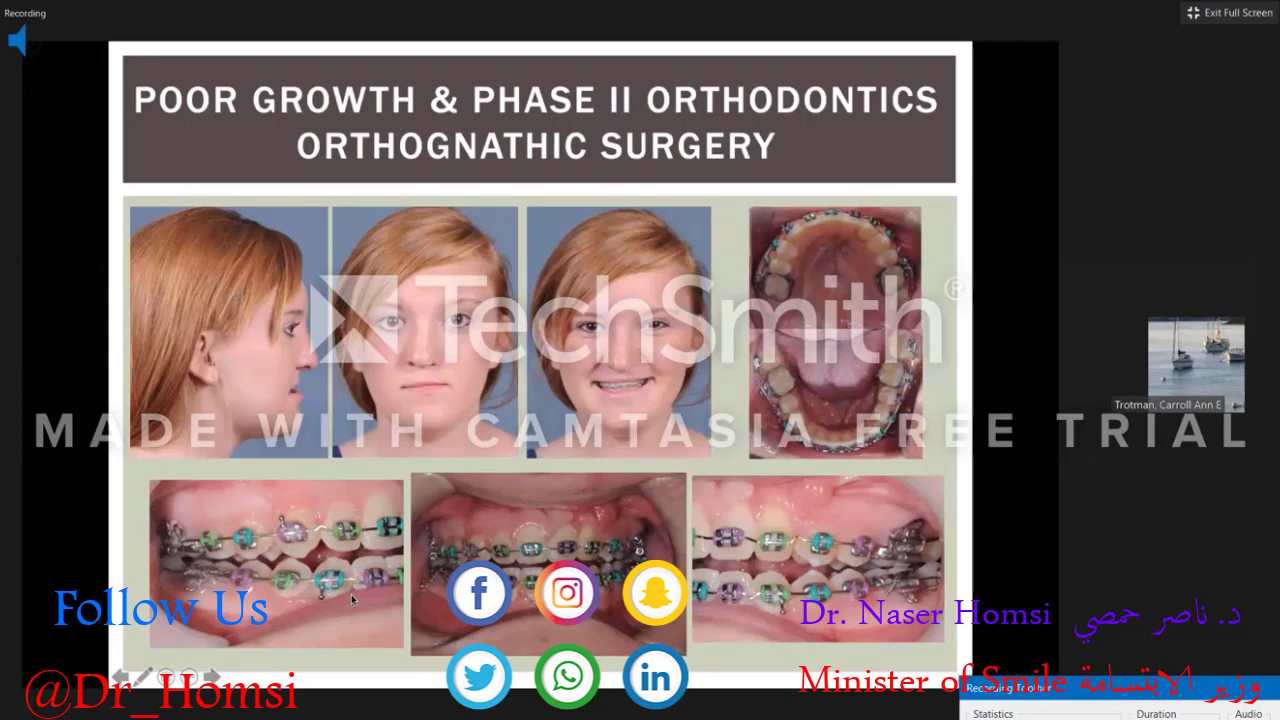 Recording
Exit Full Screen
POOR GROWTH & PHASE II ORTHODONTICS
ORTHOGNATHIC SURGERY
TechSmith®
Trotman, Carroll Ann E
MADE WITH CAMTASIA FREE TRIAL
Follow Us
Dr. Naser Homsi د. ناصر حمصي
@Dr_Homsi
Minister of Smile وزير الابتسامة
Recording Toolbar
Statistics
Duration
Audio